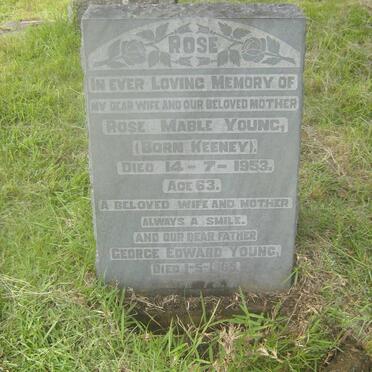 ROSE
IN EVER LOVING MEMORY OF
MY DEAR WIFE AND OUR BELOVED MOTHER
ROSE MABLE YOUNG,
(BORN KEENEY).
DIED 14-7-1953.
AGE 63.
A BELOVED WIFE AND MOTHER
ALWAYS A SMILE.
AND OUR DEAR FATHER
GEORGE EDWARD YOUNG,
DIED